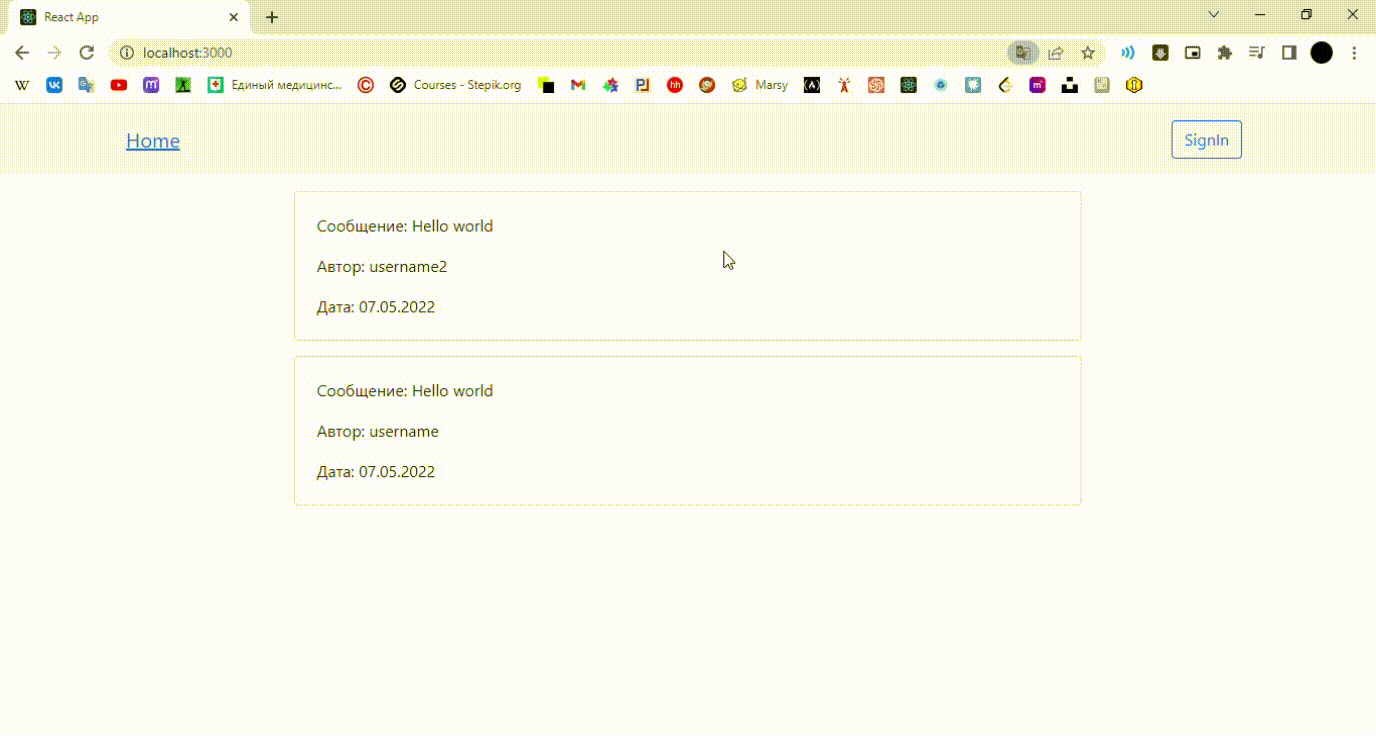 React App
localhost:3000
Единый медицинс...
Courses - Stepik.org
Marsy
Home
SignIn
Сообщение: Hello world
Автор: username2
Дата: 07.05.2022
Сообщение: Hello world
Автор: username
Дата: 07.05.2022